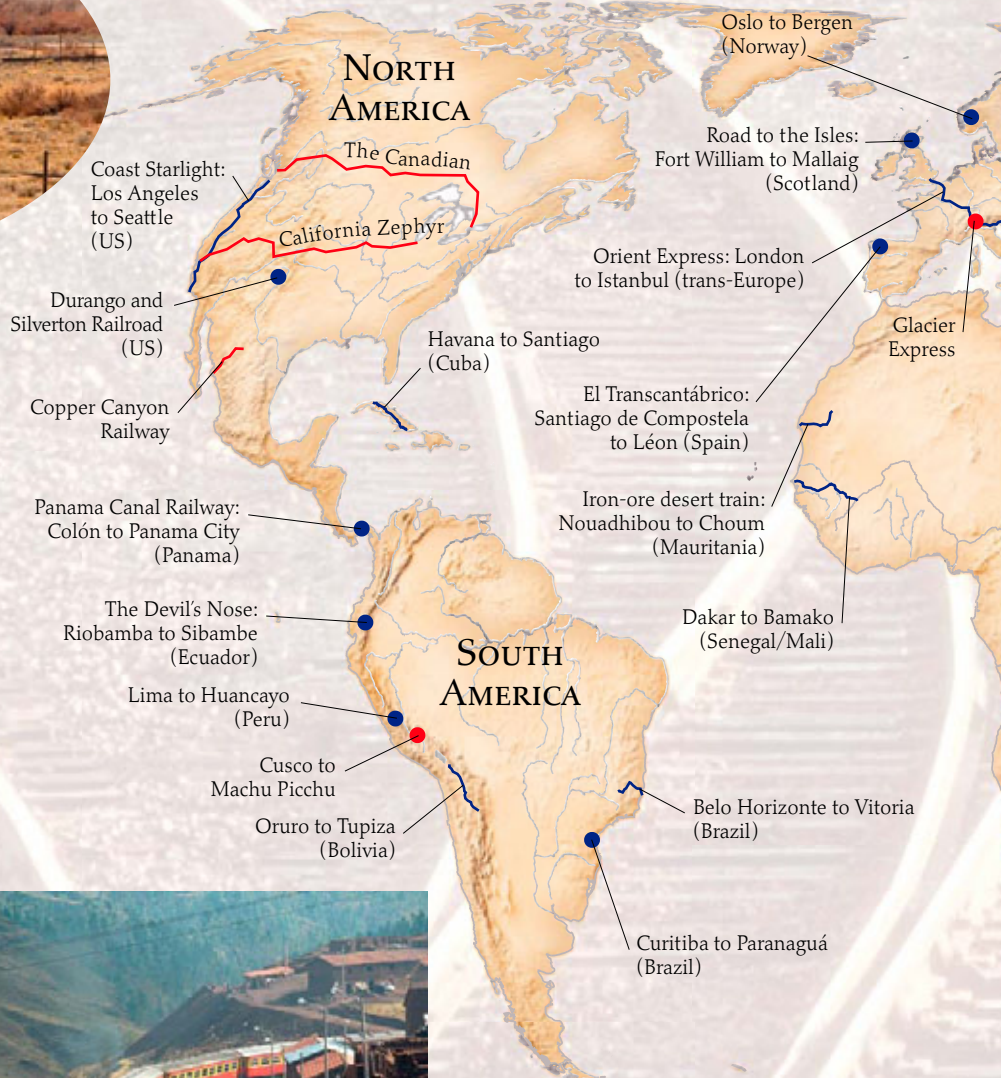 Oslo to Bergen
(Norway)
NORTH
AMERICA
Road to the Isles:
Fort William to Mallaig
(Scotland)
The Canadian
Coast Starlight:
Los Angeles
to Seattle
(US)
California Zephyr
Orient Express: London
to Istanbul (trans-Europe)
Durango and
Silverton Railroad
(US)
Glacier
Express
Havana to Santiago
(Cuba)
El Transcantábrico:
Santiago de Compostela
to Léon (Spain)
Copper Canyon
Railway
Iron-ore desert train:
Nouadhibou to Choum
(Mauritania)
Panama Canal Railway:
Colón to Panama City
(Panama)
The Devil's Nose:
Riobamba to Sibambe
(Ecuador)
Dakar to Bamako
(Senegal/Mali)
SOUTH
AMERICA
Lima to Huancayo
(Peru)
Cusco to
Machu Picchu
Oruro to Tupiza
(Bolivia)
Belo Horizonte to Vitoria
(Brazil)
Curitiba to Paranaguá
(Brazil)